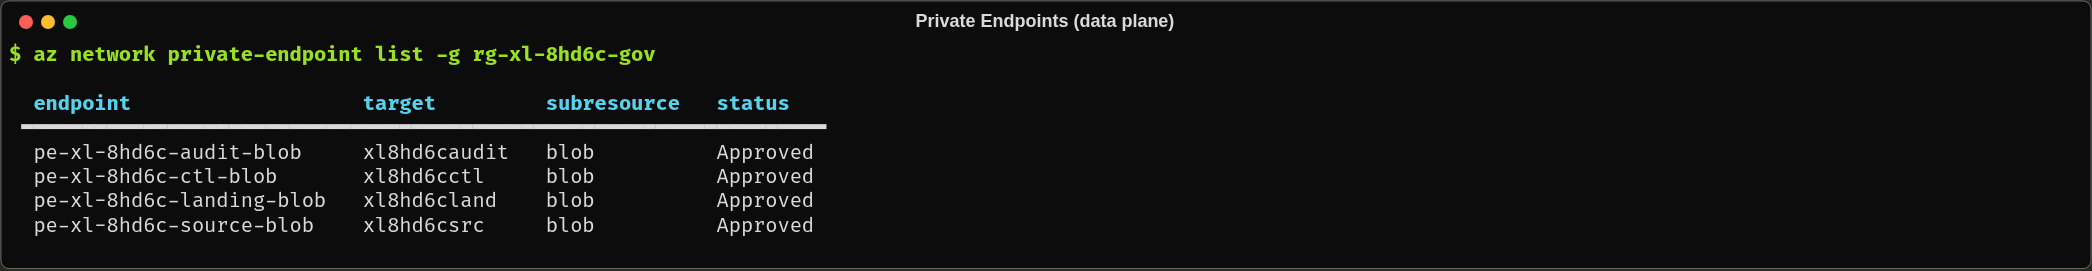 Private Endpoints (data plane)
$ az network private-endpoint list -g rg-xl-8hd6c-gov
endpoint target subresource status
pe-xl-8hd6c-audit-blob xl8hd6caudit blob Approved
pe-xl-8hd6c-ctl-blob xl8hd6cctl blob Approved
pe-xl-8hd6c-landing-blob xl8hd6cland blob Approved
pe-xl-8hd6c-source-blob xl8hd6csrc blob Approved